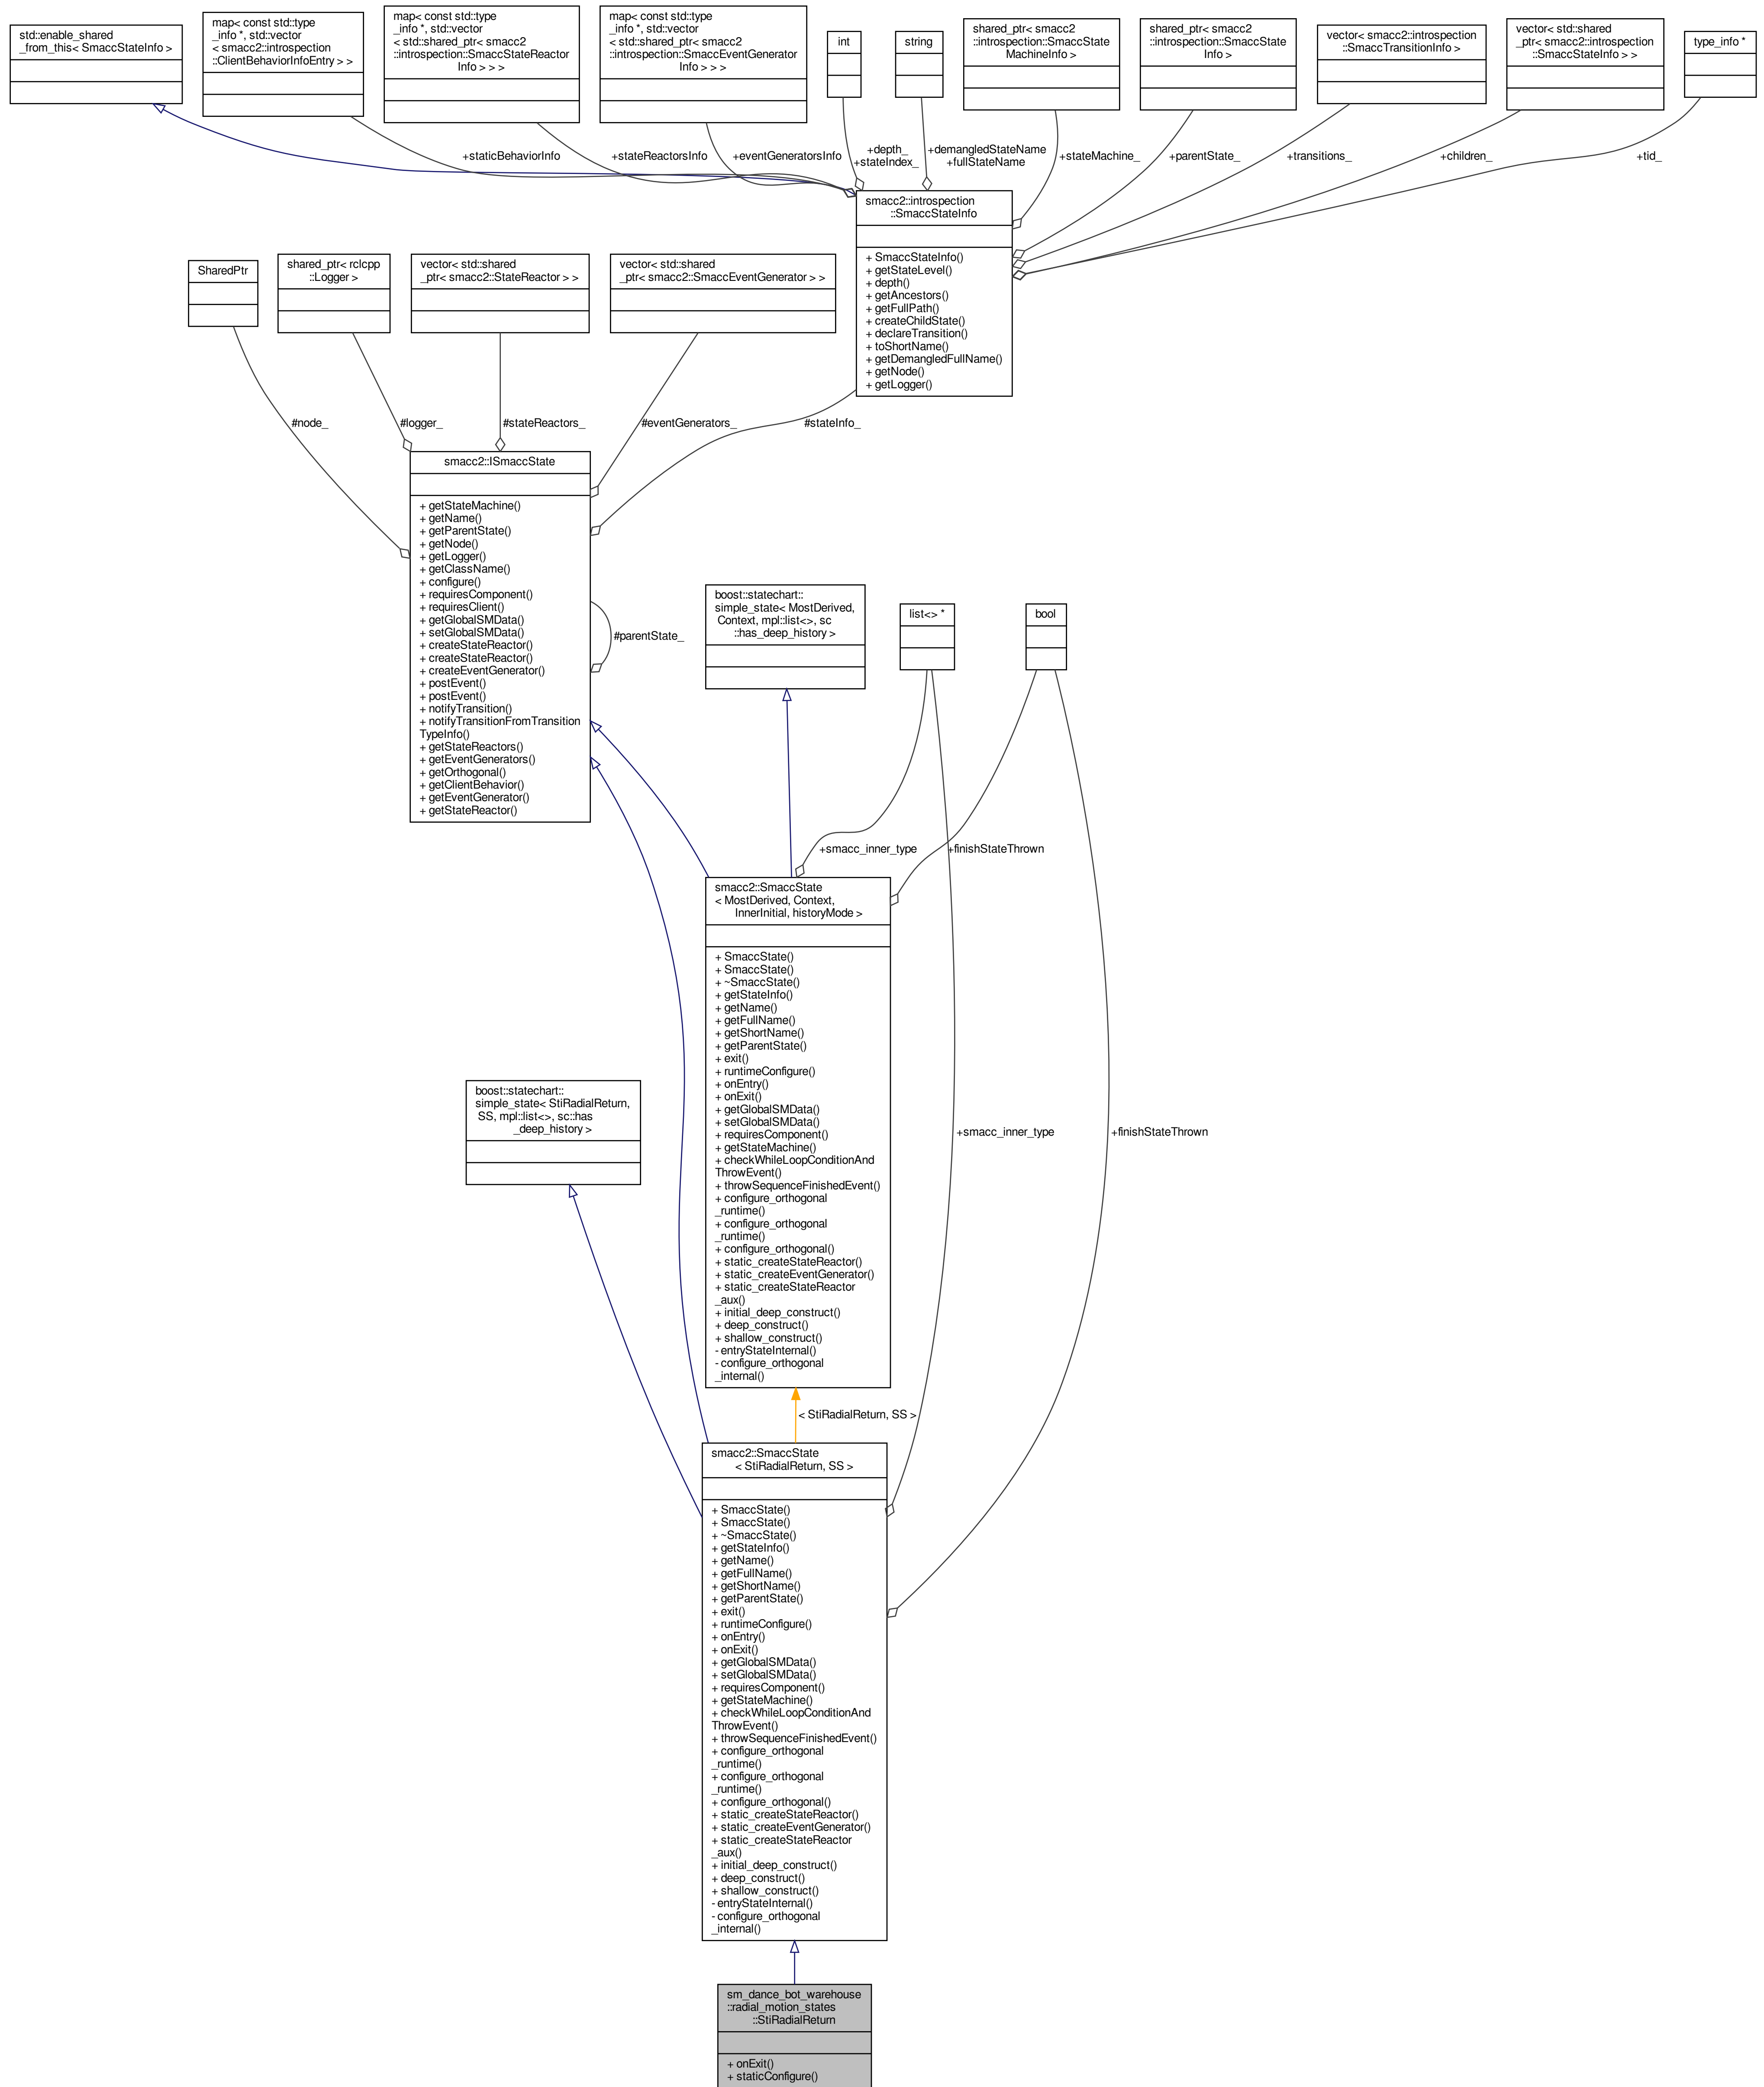 std::enable_shared
_from_this< SmaccStateInfo >
map< const std::type
_info *, std::vector
< smacc2::introspection
::ClientBehaviorInfoEntry > >
map< const std::type
_info *, std::vector
< std::shared_ptr< smacc2
::introspection::SmaccStateReactor
Info > > >
map< const std::type
_info *, std::vector
< std::shared_ptr< smacc2
::introspection::SmaccEventGenerator
Info > > >
int
string
shared_ptr< smacc2
::introspection::SmaccState
MachineInfo >
shared_ptr< smacc2
::introspection::SmaccState
Info >
vector< smacc2::introspection
::SmaccTransitionInfo >
vector< std::shared
_ptr< smacc2::introspection
::SmaccStateInfo > >
type_info *
+staticBehaviorInfo
+stateReactorsInfo
+eventGeneratorsInfo
+depth_
+stateIndex_
+demangledStateName
+fullStateName
+stateMachine_
+parentState_
+transitions_
+children_
+tid_
smacc2::introspection
::SmaccStateInfo
+ SmaccStateInfo()
+ getStateLevel()
+ depth()
+ getAncestors()
+ getFullPath()
+ createChildState()
+ declareTransition()
+ toShortName()
+ getDemangledFullName()
+ getNode()
+ getLogger()
SharedPtr
shared_ptr< rclcpp
::Logger >
vector< std::shared
_ptr< smacc2::StateReactor > >
vector< std::shared
_ptr< smacc2::SmaccEventGenerator > >
#node_
#logger_
#stateReactors_
#eventGenerators_
#stateInfo_
smacc2::ISmaccState
+ getStateMachine()
+ getName()
+ getParentState()
+ getNode()
+ getLogger()
+ getClassName()
+ configure()
+ requiresComponent()
+ requiresClient()
+ getGlobalSMData()
+ setGlobalSMData()
+ createStateReactor()
+ createStateReactor()
+ createEventGenerator()
+ postEvent()
+ postEvent()
+ notifyTransition()
+ notifyTransitionFromTransition
TypeInfo()
+ getStateReactors()
+ getEventGenerators()
+ getOrthogonal()
+ getClientBehavior()
+ getEventGenerator()
+ getStateReactor()
#parentState_
boost::statechart::
simple_state< MostDerived,
Context, mpl::list<>, sc
::has_deep_history >
list<> *
bool
+smacc_inner_type
+finishStateThrown
smacc2::SmaccState
< MostDerived, Context,
InnerInitial, historyMode >
+ SmaccState()
+ SmaccState()
+ ~SmaccState()
+ getStateInfo()
+ getName()
+ getFullName()
+ getShortName()
+ getParentState()
+ exit()
+ runtimeConfigure()
+ onEntry()
+ onExit()
+ getGlobalSMData()
+ setGlobalSMData()
+ requiresComponent()
+ getStateMachine()
+ checkWhileLoopConditionAnd
ThrowEvent()
+ throwSequenceFinishedEvent()
+ configure_orthogonal
_runtime()
+ configure_orthogonal
_runtime()
+ configure_orthogonal()
+ static_createStateReactor()
+ static_createEventGenerator()
+ static_createStateReactor
_aux()
+ initial_deep_construct()
+ deep_construct()
+ shallow_construct()
- entryStateInternal()
- configure_orthogonal
_internal()
boost::statechart::
simple_state< StiRadialReturn,
SS, mpl::list<>, sc::has
_deep_history >
+smacc_inner_type
+finishStateThrown
< StiRadialReturn, SS >
smacc2::SmaccState
< StiRadialReturn, SS >
+ SmaccState()
+ SmaccState()
+ ~SmaccState()
+ getStateInfo()
+ getName()
+ getFullName()
+ getShortName()
+ getParentState()
+ exit()
+ runtimeConfigure()
+ onEntry()
+ onExit()
+ getGlobalSMData()
+ setGlobalSMData()
+ requiresComponent()
+ getStateMachine()
+ checkWhileLoopConditionAnd
ThrowEvent()
+ throwSequenceFinishedEvent()
+ configure_orthogonal
_runtime()
+ configure_orthogonal
_runtime()
+ configure_orthogonal()
+ static_createStateReactor()
+ static_createEventGenerator()
+ static_createStateReactor
_aux()
+ initial_deep_construct()
+ deep_construct()
+ shallow_construct()
- entryStateInternal()
- configure_orthogonal
_internal()
sm_dance_bot_warehouse
::radial_motion_states
::StiRadialReturn
+ onExit()
+ staticConfigure()